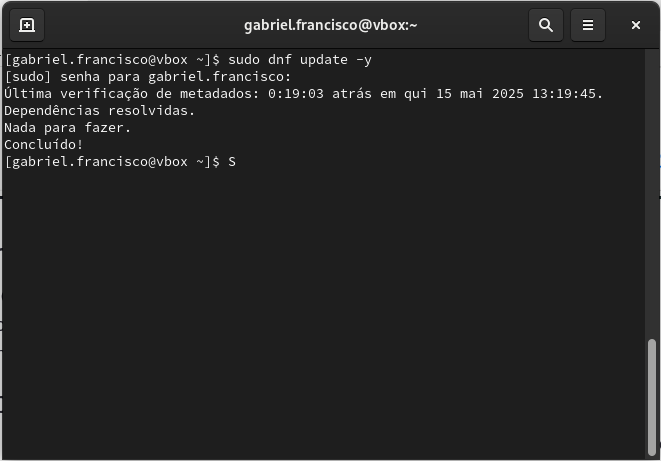 gabriel.francisco@vbox:~
[gabriel.francisco@vbox ~]$ sudo dnf update -y
[sudo] senha para gabriel.francisco:
Última verificação de metadados: 0:19:03 atrás em qui 15 mai 2025 13:19:45.
Dependências resolvidas.
Nada para fazer.
Concluído!
[gabriel.francisco@vbox ~]$ S